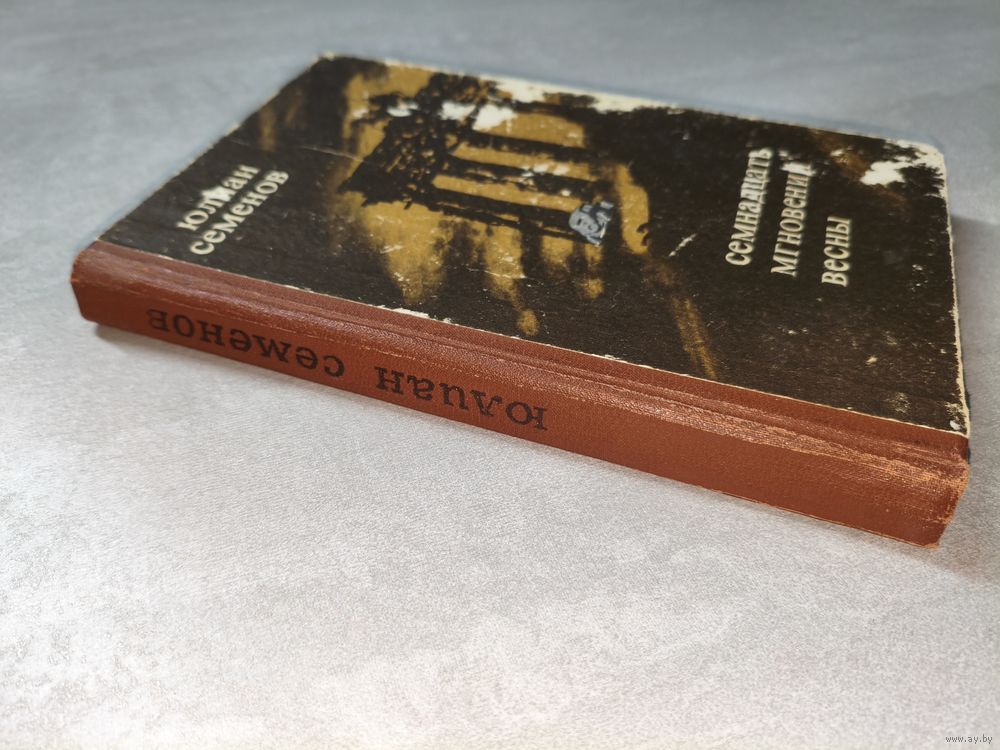 Юлиан
Семенов
Семнадцать
мгновений
весны
Юлиан Семенов
www.ay.by